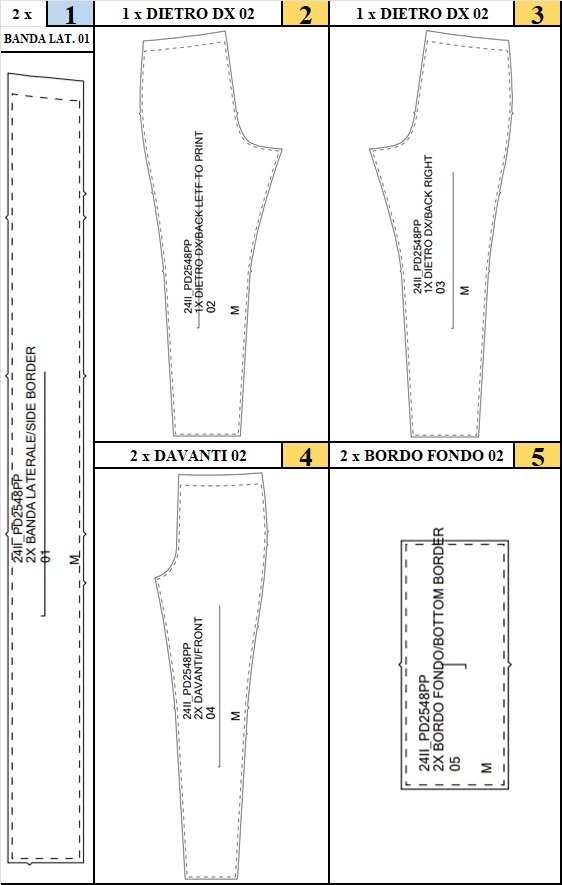 2 x 1
BANDA LAT. 01
24II_PD2548PP
2X BANDA LATERALE/SIDE BORDER
01
M
1 x DIETRO DX 02 2
24II_PD2548PP
1X DIETRO DX/BACK LETF TO PRINT
02
M
1 x DIETRO DX 02 3
24II_PD2548PP
1X DIETRO DX/BACK RIGHT
03
M
2 x DAVANTI 02 4
24II_PD2548PP
2X DAVANTI/FRONT
04
M
2 x BORDO FONDO 02 5
24II_PD2548PP
2X BORDO FONDO/BOTTOM BORDER
05
M